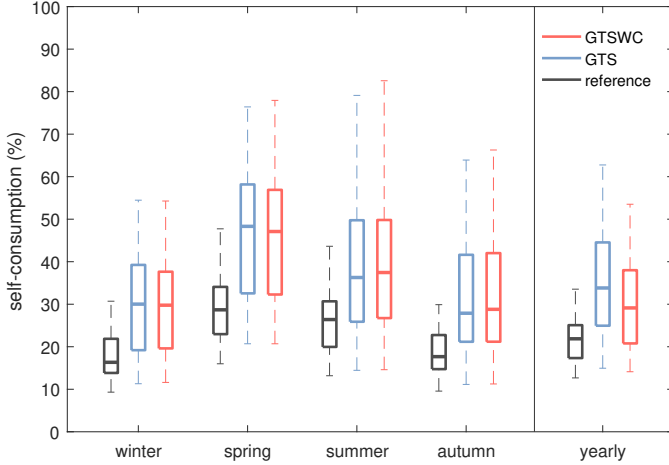 100
90
80
70
60
50
40
30
20
10
0
self-consumption (%)
GTSWC
GTS
reference
winter spring summer autumn yearly